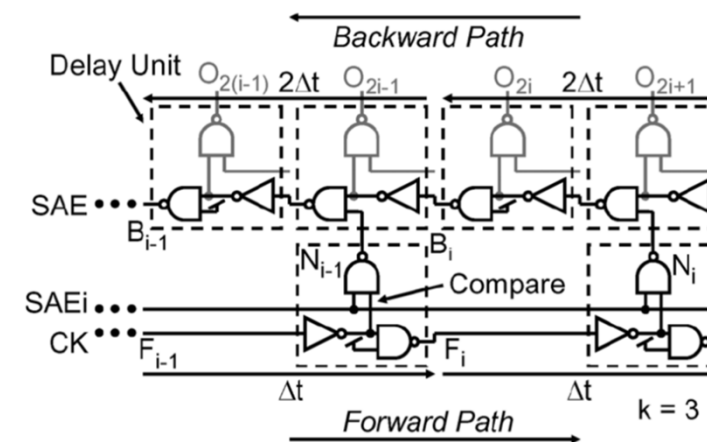 Backward Path
Delay Unit
O2(i-1) 2Δt O2i-1 O2i 2Δt O2i+1
SAE
Bi-1
Bi
Ni-1
Ni
Compare
SAEi
CK
Fi-1
Fi
Δt
Δt
k = 3
Forward Path